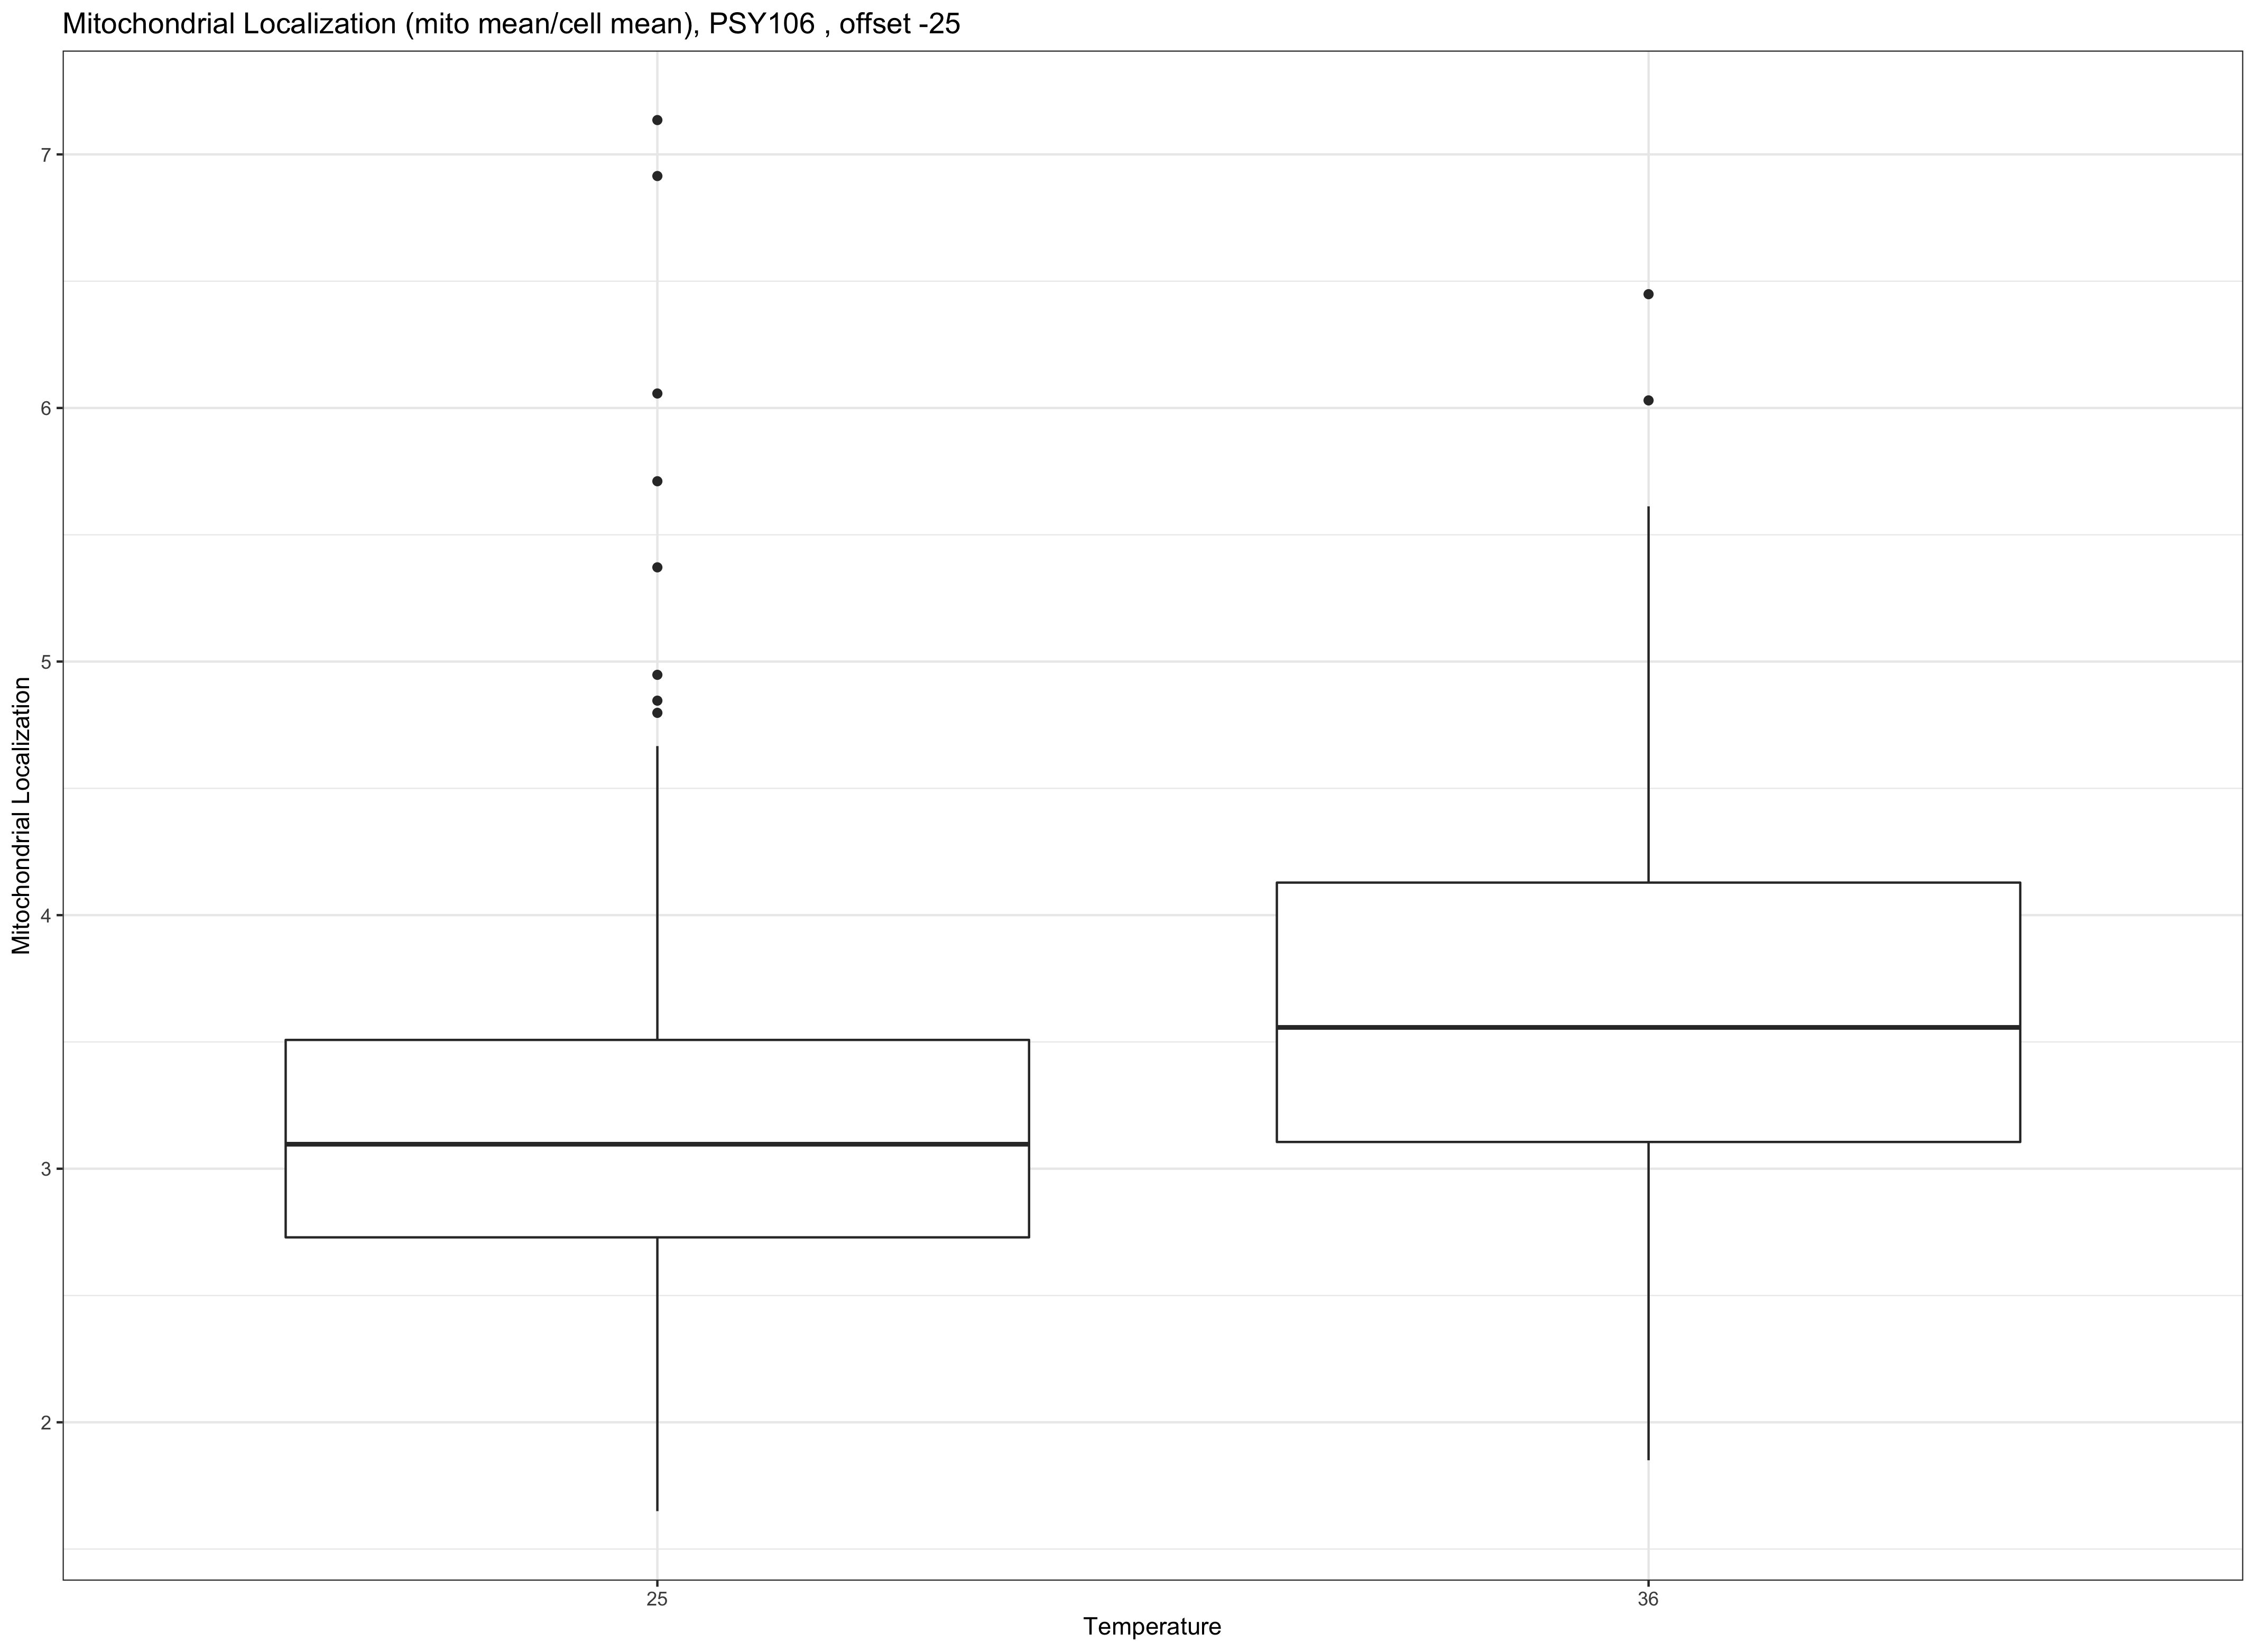 Mitochondrial Localization (mito mean/cell mean), PSY106 , offset -25
Mitochondrial Localization
7
6
5
4
3
2
25
36
Temperature